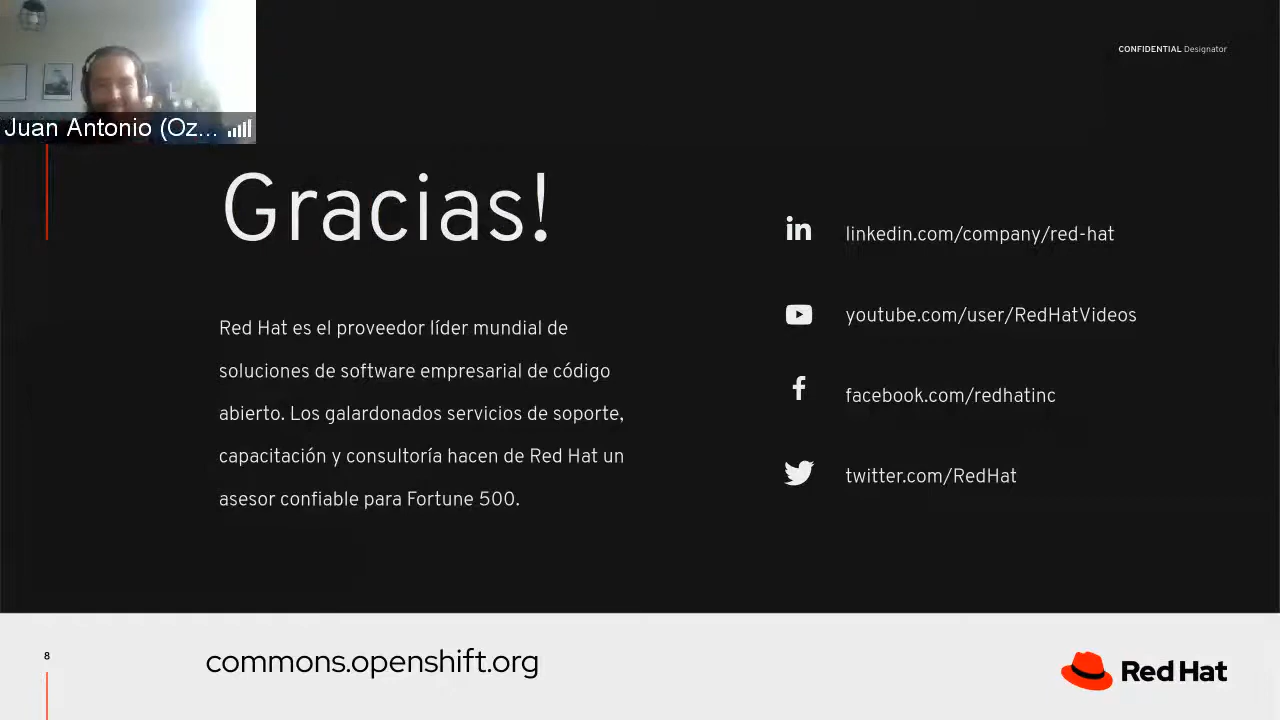 CONFIDENTIAL Designator
Juan Antonio (Oz...
Gracias!
Red Hat es el proveedor líder mundial de
soluciones de software empresarial de código
abierto. Los galardonados servicios de soporte,
capacitación y consultoría hacen de Red Hat un
asesor confiable para Fortune 500.
linkedin.com/company/red-hat
youtube.com/user/RedHatVideos
facebook.com/redhatinc
twitter.com/RedHat
8
commons.openshift.org
Red Hat